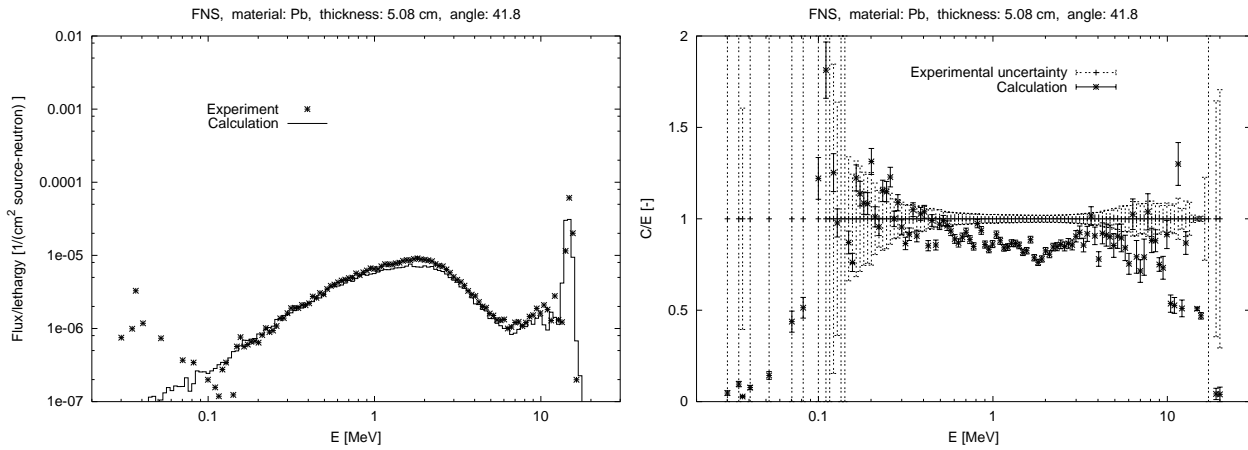 FNS, material: Pb, thickness: 5.08 cm, angle: 41.8
0.01
0.001
0.0001
1e-05
1e-06
1e-07
Flux/lethargy [1/(cm² source-neutron) ]
Experiment
Calculation
0.1
1
10
E [MeV]
FNS, material: Pb, thickness: 5.08 cm, angle: 41.8
2
1.5
1
0.5
0
C/E [-]
Experimental uncertainty
Calculation
0.1
1
10
E [MeV]